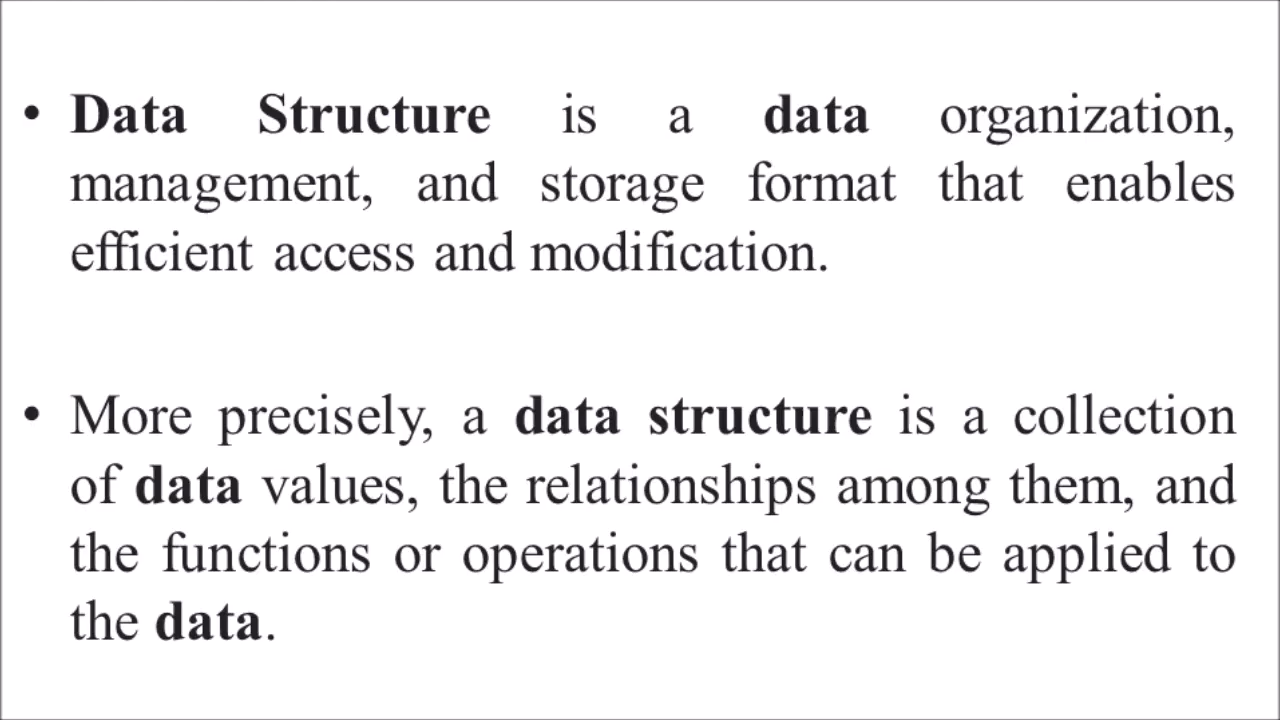 • Data Structure is a data organization,
management, and storage format that enables
efficient access and modification.
• More precisely, a data structure is a collection
of data values, the relationships among them, and
the functions or operations that can be applied to
the data.